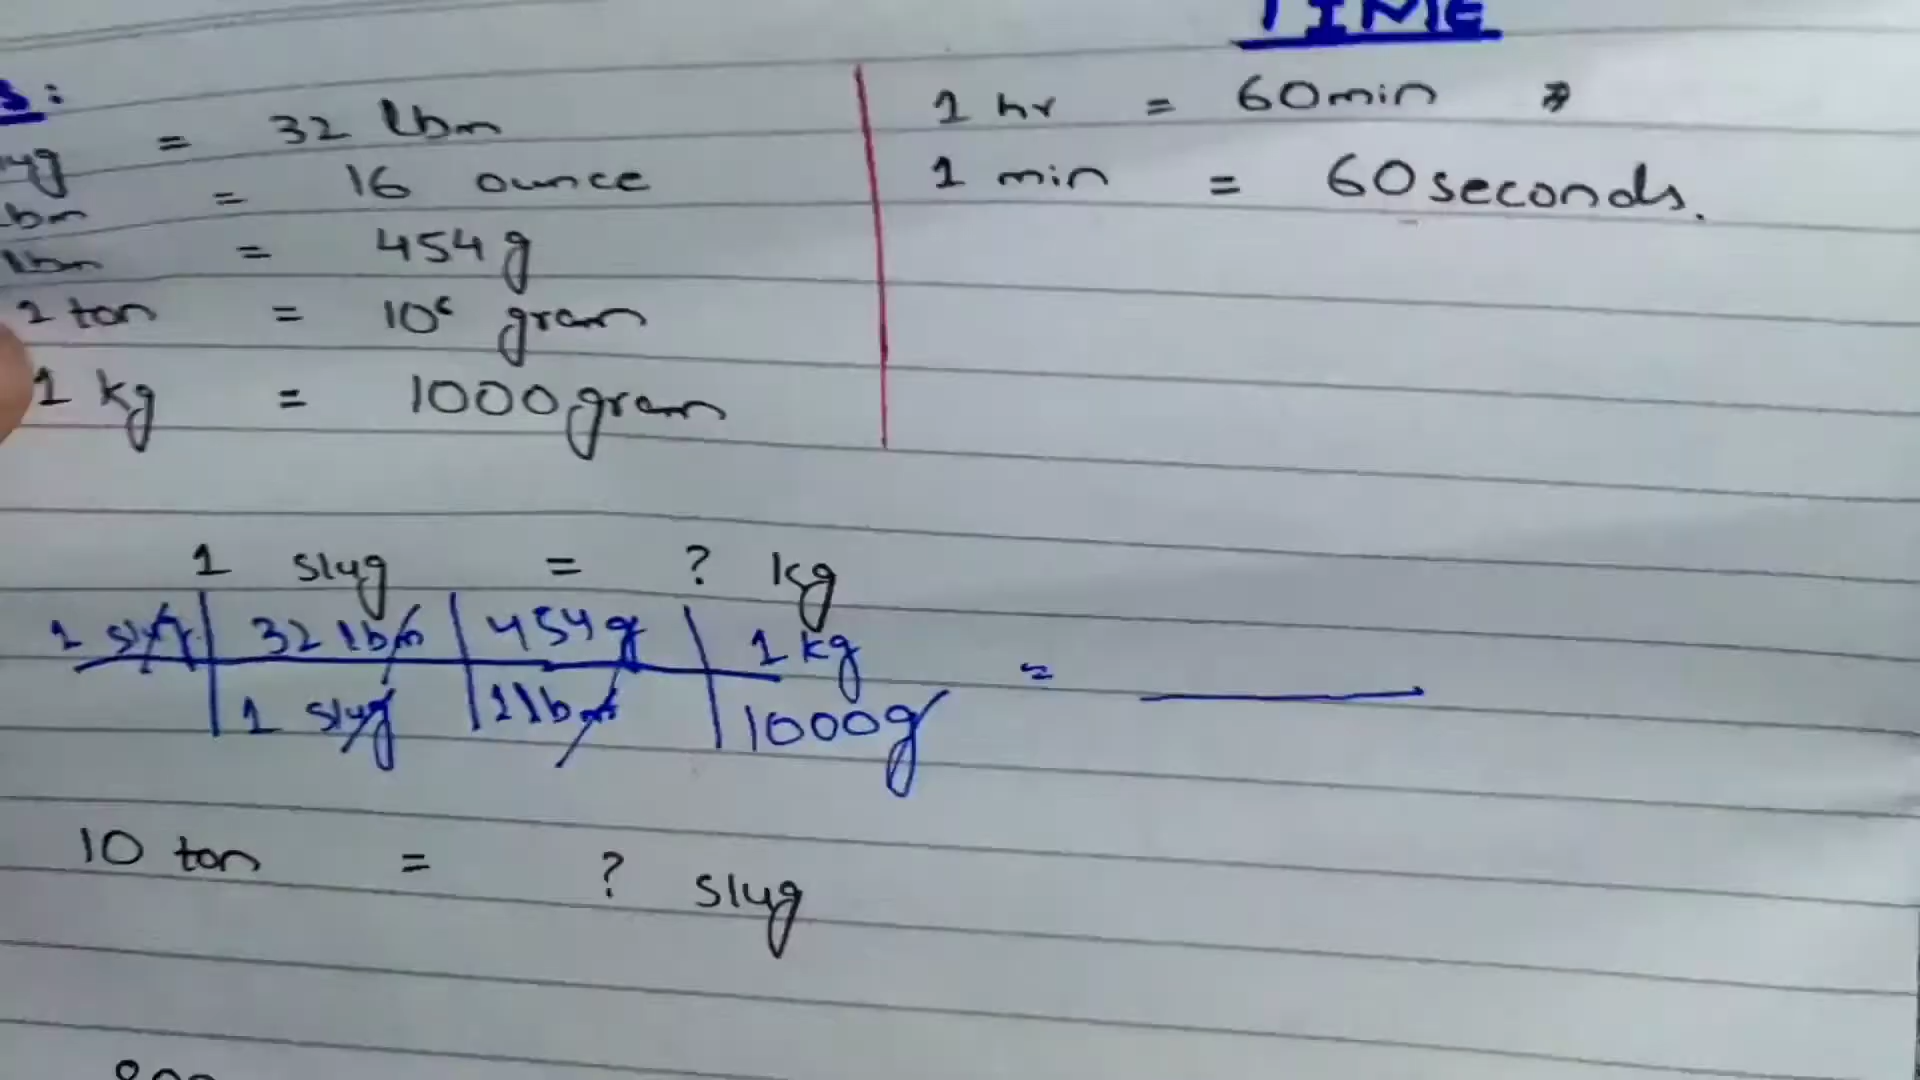 TIME
s:
= 32 lbm
= 16 ounce
lbm = 454 g
1 ton = 10⁶ gram
1 kg = 1000 gram
1 hr = 60 min
1 min = 60 seconds.
1 slug = ? kg
1 slug | 32 lbm | 454 g | 1 kg =
1 slug | 1 lbm | 1000 g
10 ton = ? slug